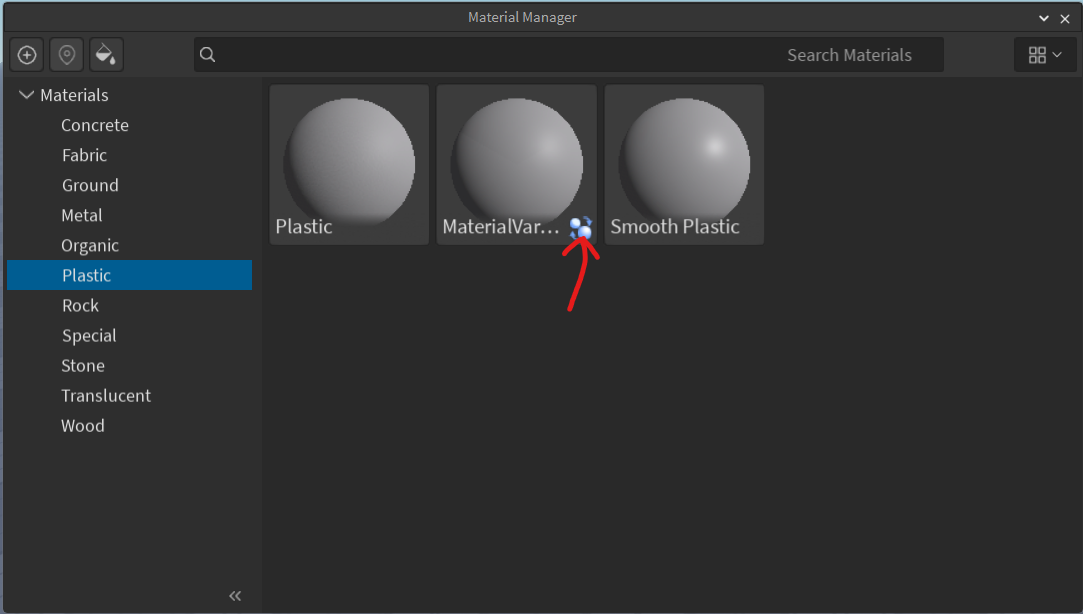 Material Manager
Search Materials
Materials
Concrete
Fabric
Ground
Metal
Organic
Plastic
Rock
Special
Stone
Translucent
Wood
Plastic
MaterialVar...
Smooth Plastic